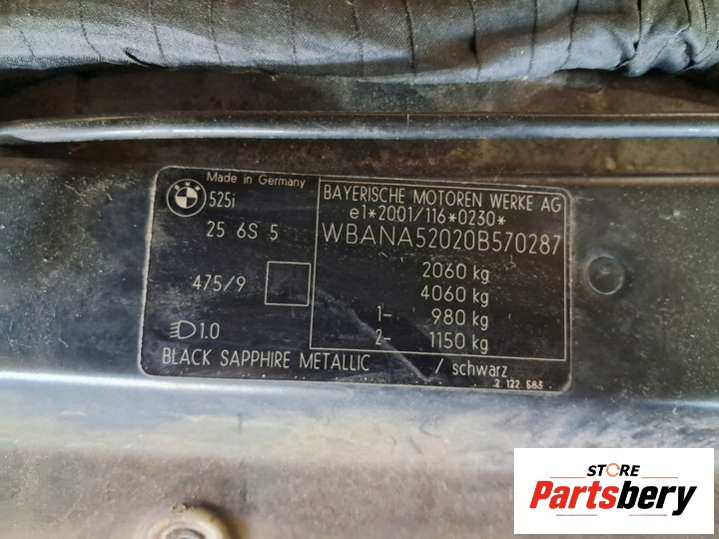 Made in Germany
525i
25 6S 5
475/9
1.0
BLACK SAPPHIRE METALLIC / schwarz
BAYERISCHE MOTOREN WERKE AG
e1*2001/116*0230*
WBANA52020B570287
2060 kg
4060 kg
1- 980 kg
2- 1150 kg
2 122 583
STORE
Partsbery